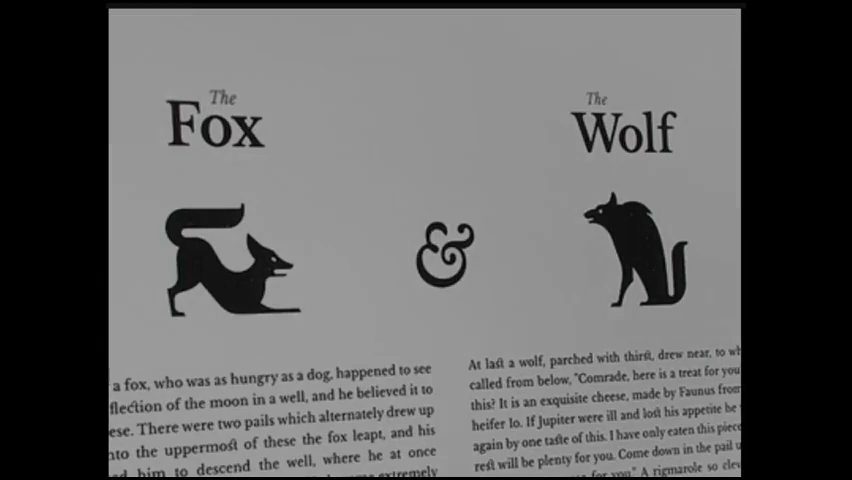 The
Fox
The
Wolf
&
a fox, who was as hungry as a dog, happened to see
flection of the moon in a well, and he believed it to
ese. There were two pails which alternately drew up
nto the uppermost of these the fox leapt, and his
him to descend the well, where he at once
extremely
At last a wolf, parched with thirst, drew near, to wh
called from below, "Comrade, here is a treat for you
this? It is an exquisite cheese, made by Faunus from
heifer Io. If Jupiter were ill and lost his appetite he
again by one taste of this. I have only eaten this piece
rest will be plenty for you. Come down in the pail u
for you." A rigmarole so clev